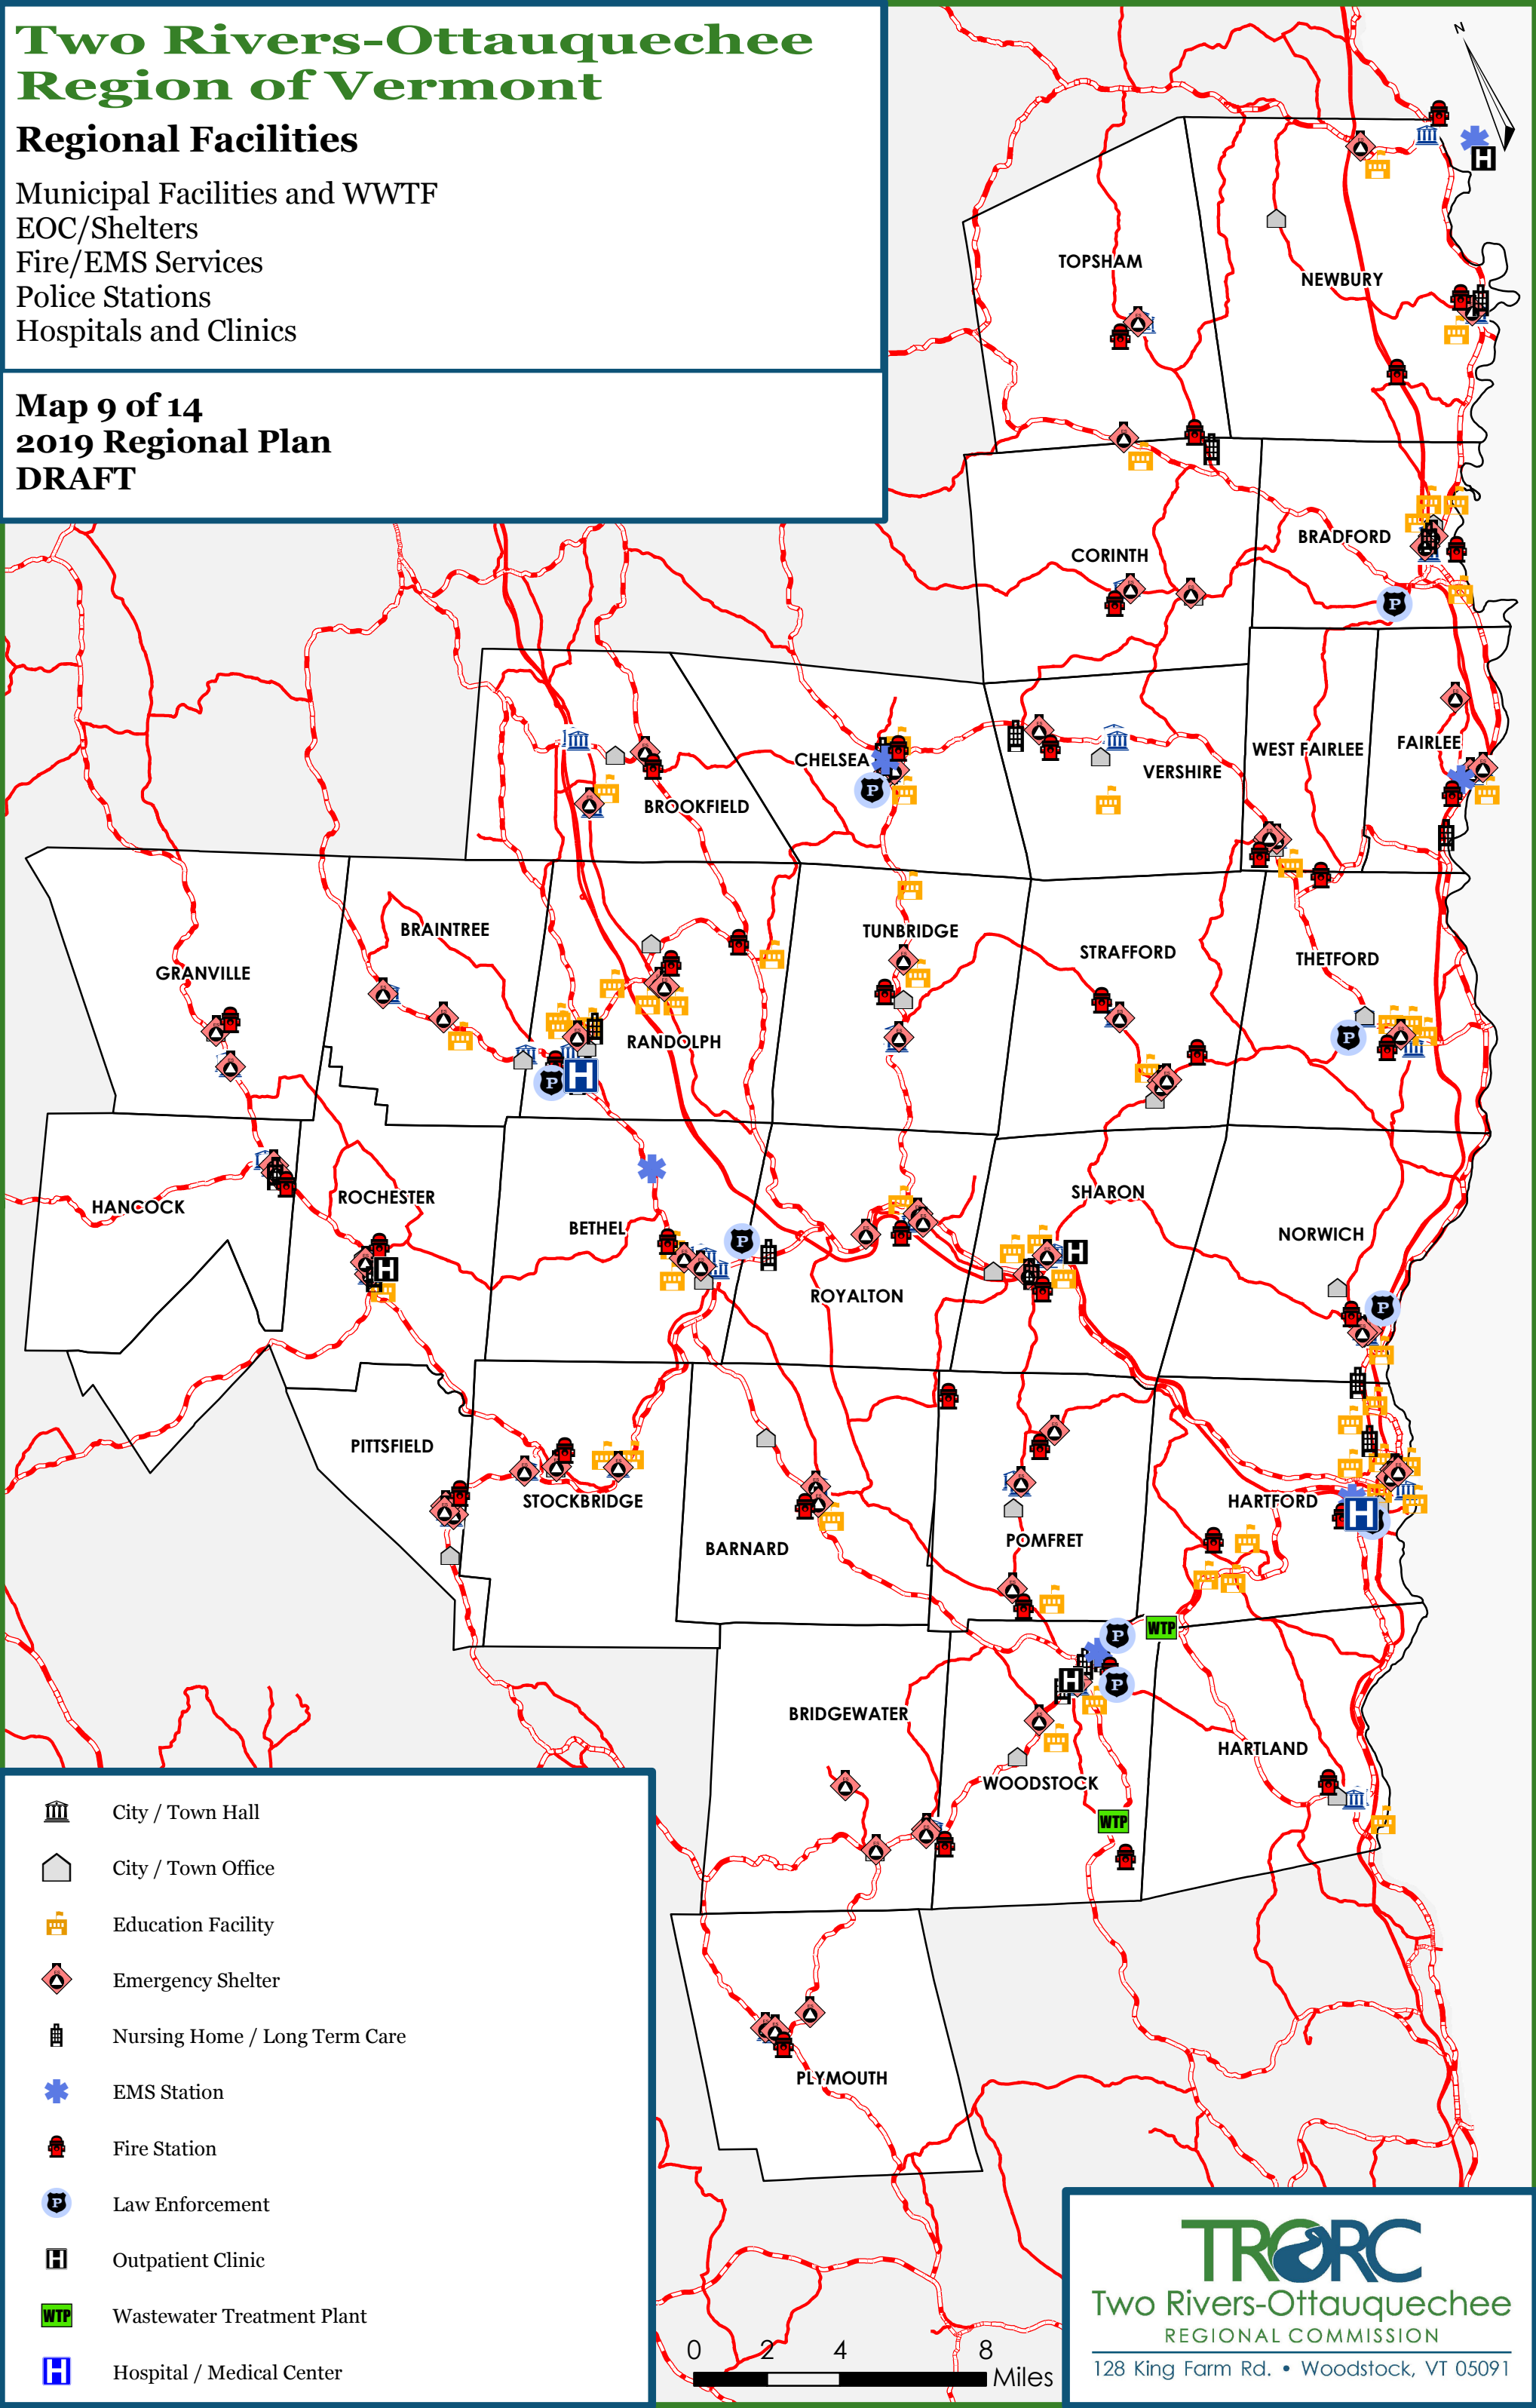 Two Rivers-Ottauquechee
Region of Vermont
Regional Facilities
Municipal Facilities and WWTF
EOC/Shelters
Fire/EMS Services
Police Stations
Hospitals and Clinics
Map 9 of 14
2019 Regional Plan
DRAFT
N
H
TOPSHAM
NEWBURY
BRADFORD
CORINTH
P
WEST FAIRLEE
FAIRLEE
CHELSEA
P
VERSHIRE
BROOKFIELD
BRAINTREE
TUNBRIDGE
STRAFFORD
THETFORD
GRANVILLE
RANDOLPH
P
P
H
HANCOCK
ROCHESTER
SHARON
BETHEL
P
NORWICH
H
H
ROYALTON
P
PITTSFIELD
STOCKBRIDGE
HARTFORD
H
BARNARD
POMFRET
WTP
P
H
P
BRIDGEWATER
HARTLAND
WOODSTOCK
WTP
PLYMOUTH
City / Town Hall
City / Town Office
Education Facility
Emergency Shelter
Nursing Home / Long Term Care
EMS Station
Fire Station
P Law Enforcement
H Outpatient Clinic
WTP Wastewater Treatment Plant
H Hospital / Medical Center
0 2 4 8
Miles
TRORC
Two Rivers-Ottauquechee
REGIONAL COMMISSION
128 King Farm Rd. • Woodstock, VT 05091